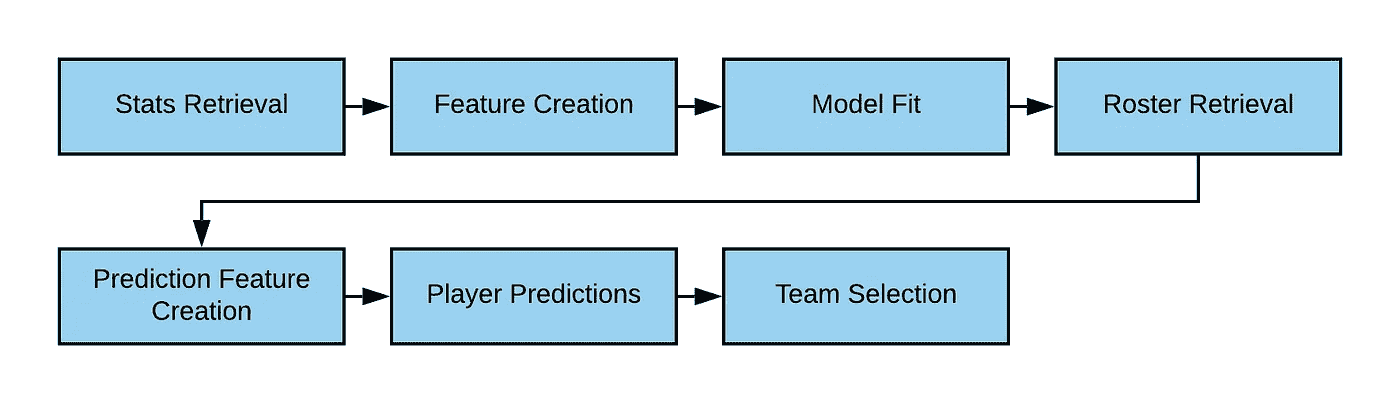 Stats Retrieval
Feature Creation
Model Fit
Roster Retrieval
Prediction Feature
Creation
Player Predictions
Team Selection